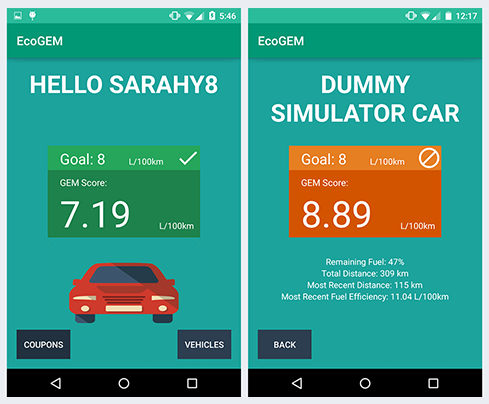 5:46
EcoGEM
HELLO SARAHY8
Goal: 8 L/100km
GEM Score:
7.19 L/100km
COUPONS VEHICLES
12:17
EcoGEM
DUMMY
SIMULATOR CAR
Goal: 8 L/100km
GEM Score:
8.89 L/100km
Remaining Fuel: 47%
Total Distance: 309 km
Most Recent Distance: 115 km
Most Recent Fuel Efficiency: 11.04 L/100km
BACK